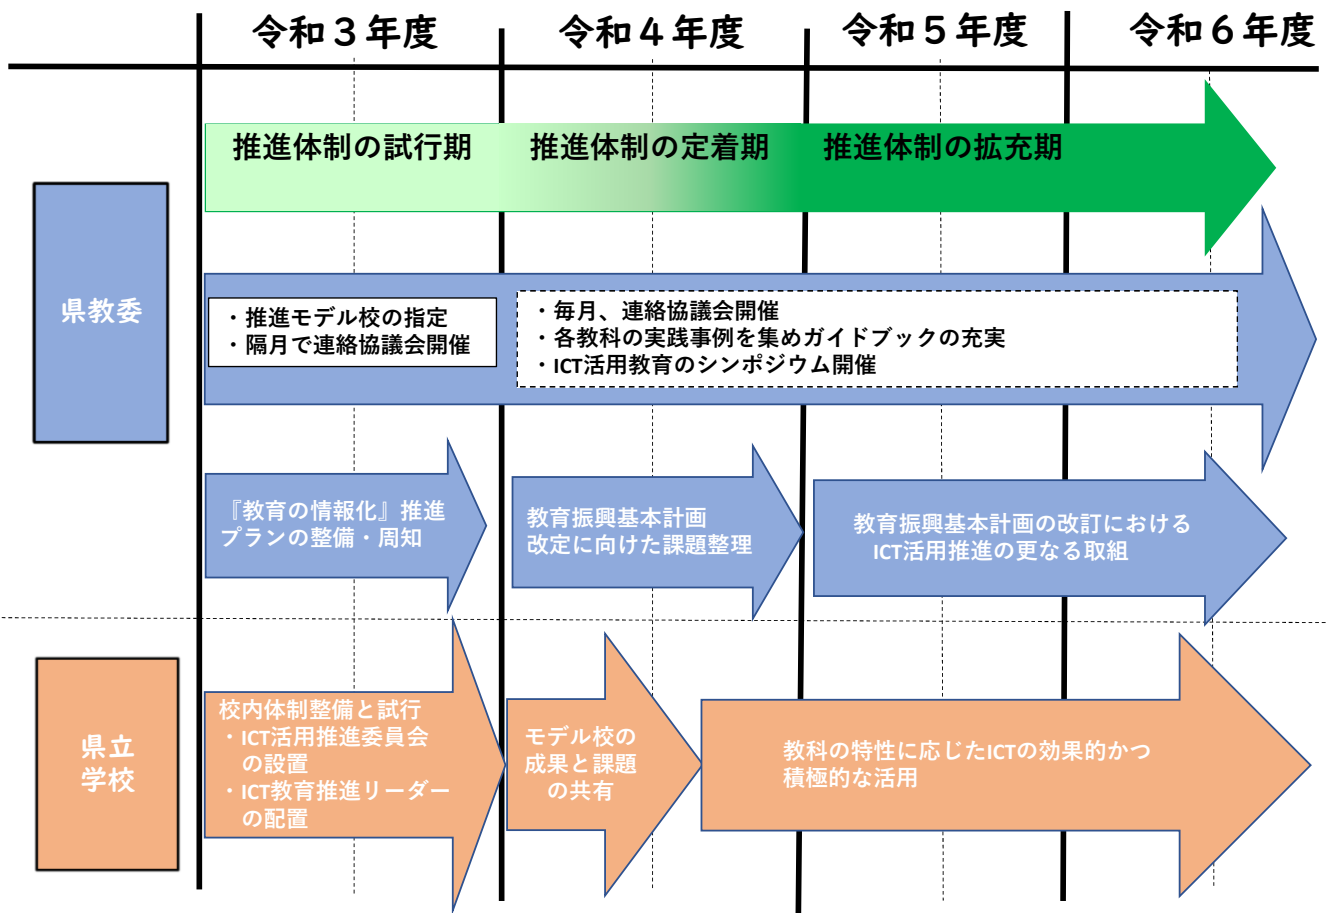 令和３年度
令和４年度
令和５年度
令和６年度
推進体制の試行期
推進体制の定着期
推進体制の拡充期
県教委
・推進モデル校の指定
・隔月で連絡協議会開催
・毎月、連絡協議会開催
・各教科の実践事例を集めガイドブックの充実
・ICT活用教育のシンポジウム開催
『教育の情報化』推進
プランの整備・周知
教育振興基本計画
改定に向けた課題整理
教育振興基本計画の改訂における
ICT活用推進の更なる取組
県立
学校
校内体制整備と試行
・ICT活用推進委員会
の設置
・ICT教育推進リーダー
の配置
モデル校の
成果と課題
の共有
教科の特性に応じたICTの効果的かつ
積極的な活用